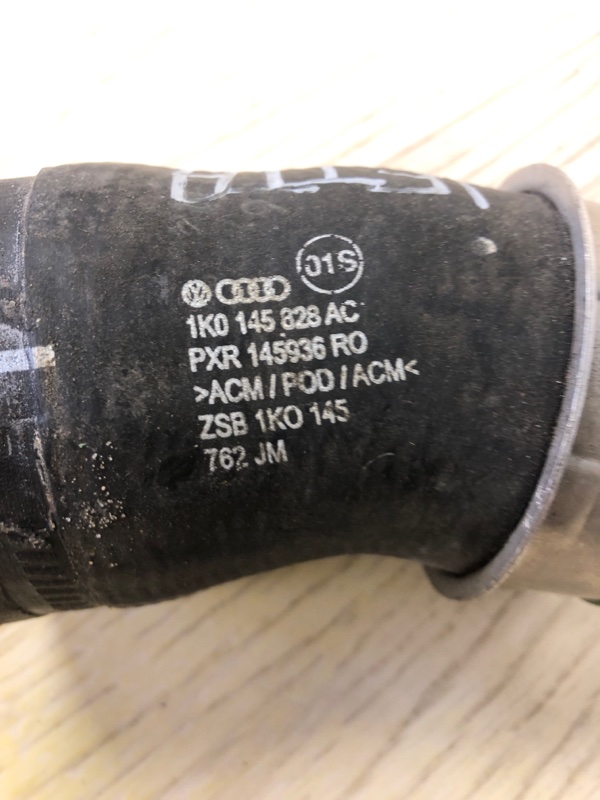 01S
1K0 145 828 AC
PXR 145936 RO
>ACM/POD/ACM<
ZSB 1KO 145
762 JM